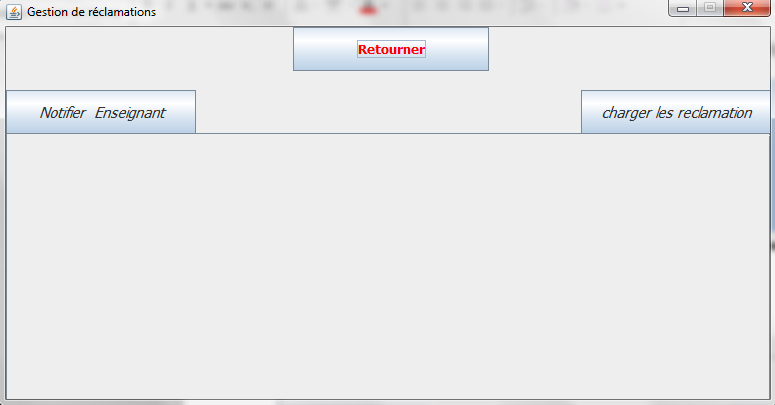 Gestion de réclamations
Retourner
Notifier Enseignant
charger les reclamation